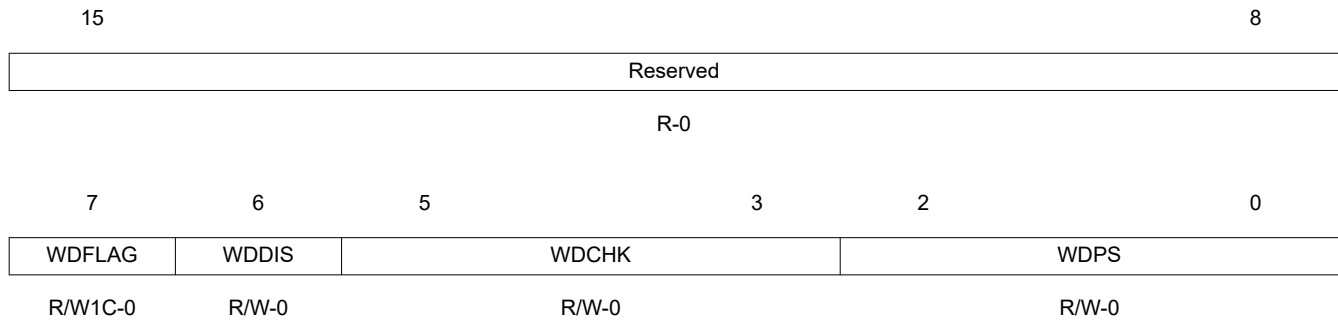 15 8
Reserved
R-0
7 6 5 3 2 0
WDFLAG WDDIS WDCHK WDPS
R/W1C-0 R/W-0 R/W-0 R/W-0